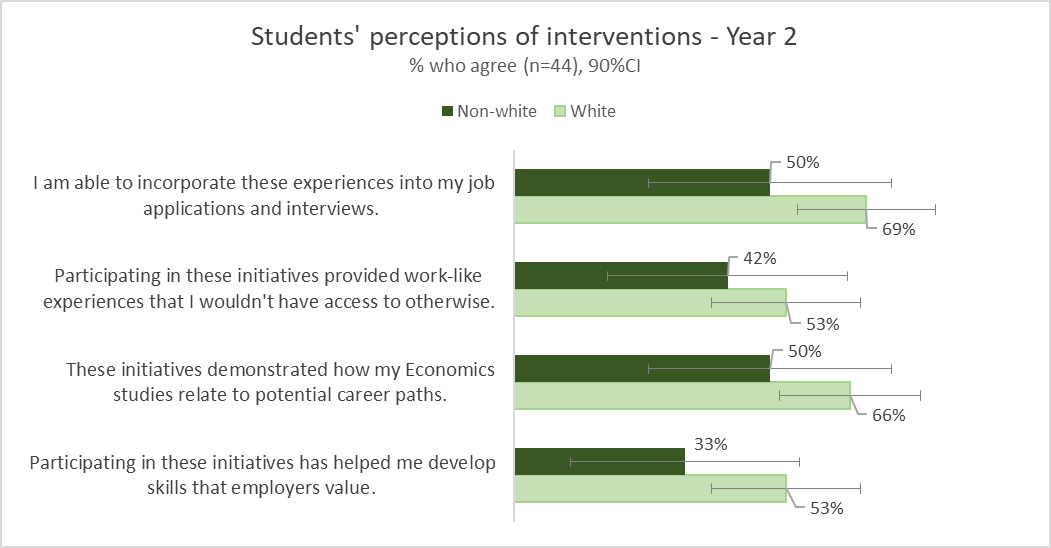 Students' perceptions of interventions - Year 2
% who agree (n=44), 90%CI
Non-white White
I am able to incorporate these experiences into my job
applications and interviews.
50%
69%
Participating in these initiatives provided work-like
experiences that I wouldn't have access to otherwise.
42%
53%
These initiatives demonstrated how my Economics
studies relate to potential career paths.
50%
66%
Participating in these initiatives has helped me develop
skills that employers value.
33%
53%